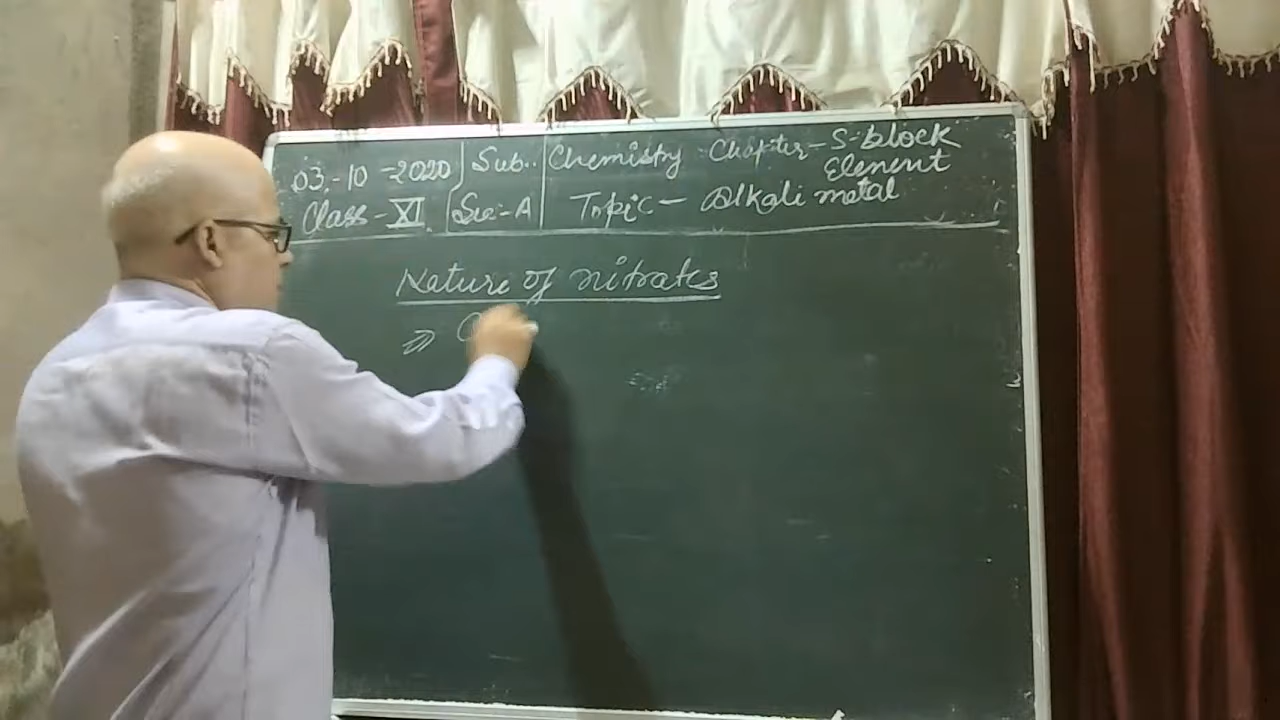 03-10-2020 Sub.. Chemistry Chapter-S-block
Element
Class-XI Sec-A Topic- Alkali metal
Nature of nitrates
⇒